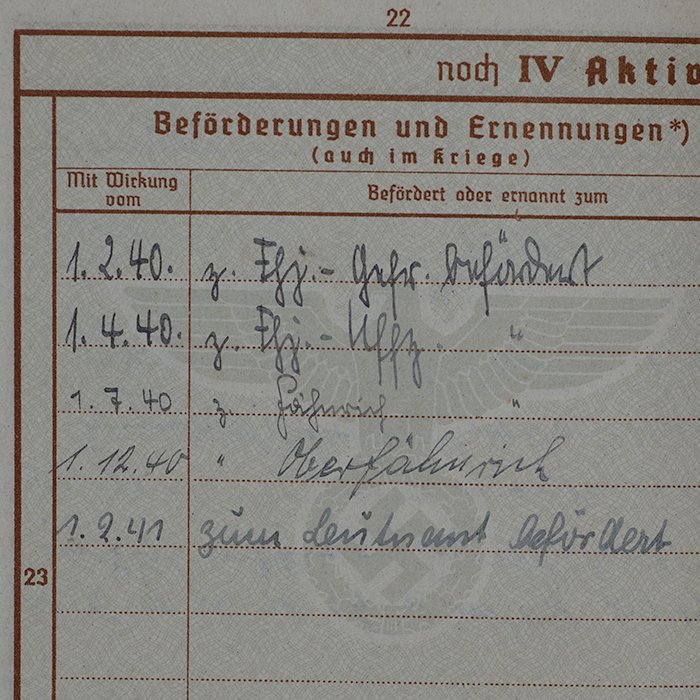 22
noch IV Aktiv
Beförderungen und Ernennungen*)
(auch im Kriege)
Mit Wirkung vom
Befördert oder ernannt zum
1.2.40. z. Fhj.- Gefr. befördert
1.4.40. z. Fhj.- Uffz. "
1.7.40 z Fähnrich "
1.12.40 " Oberfähnrich
1.2.41 zum Leutnant befördert
23